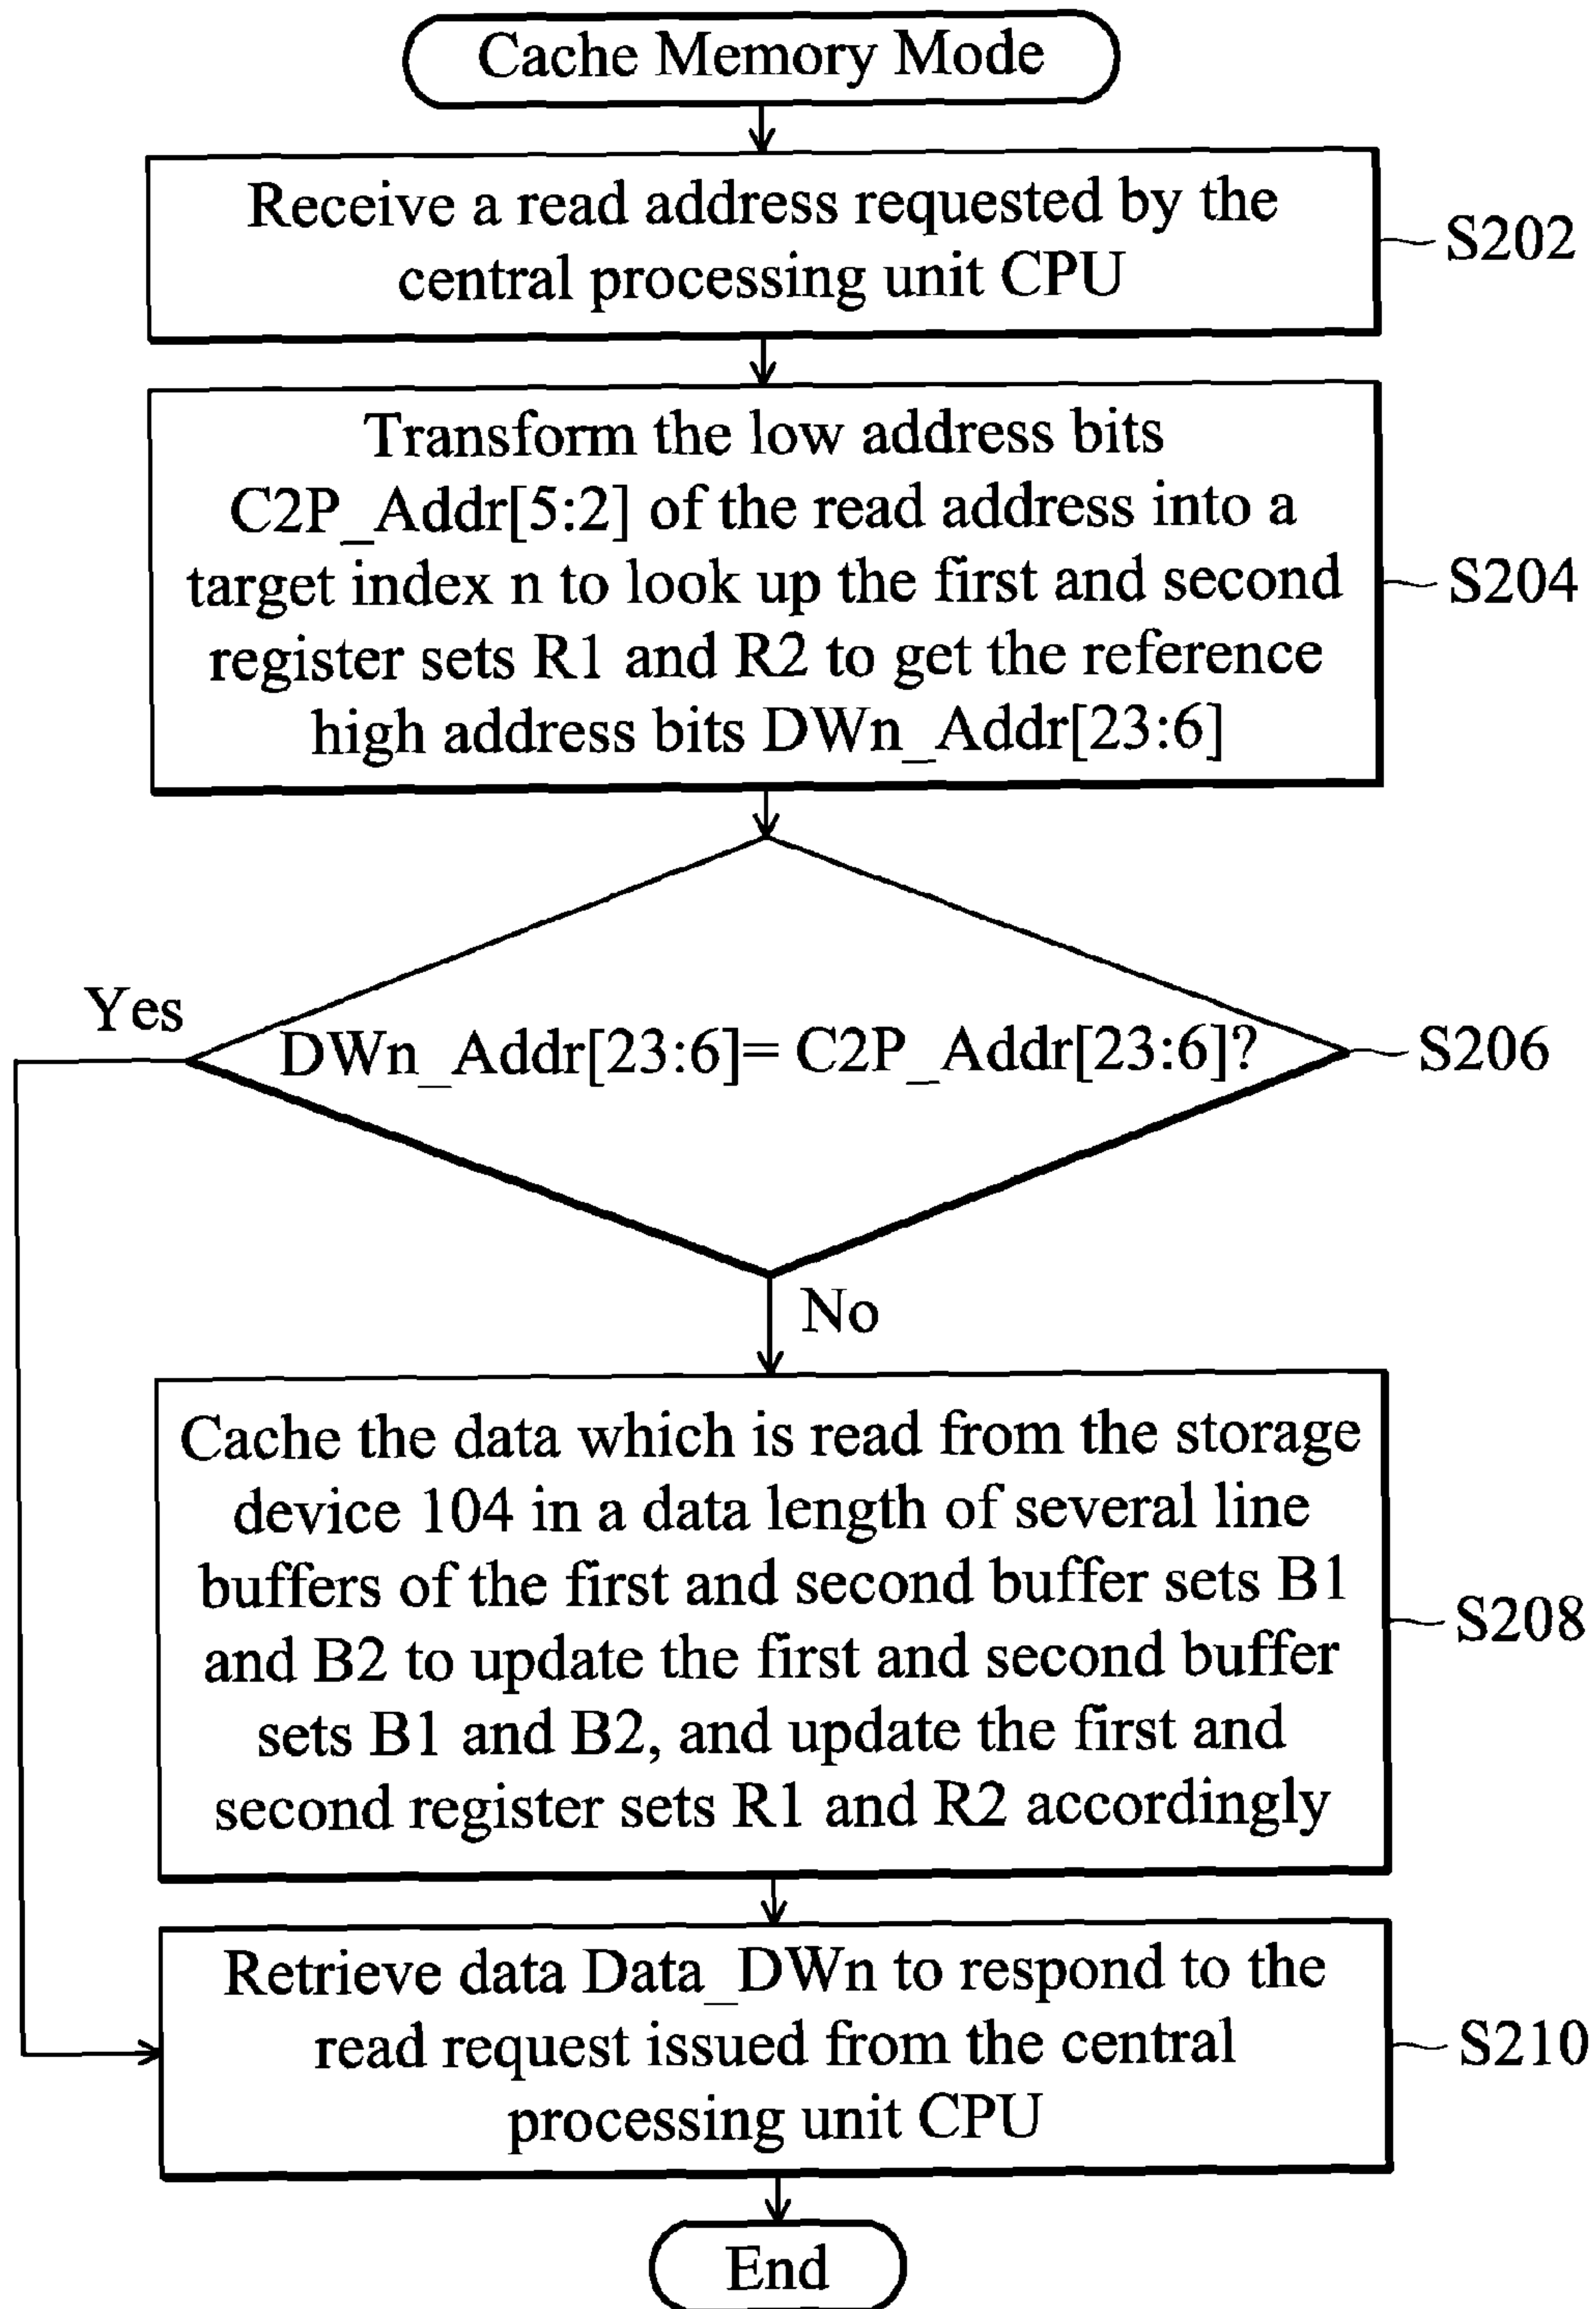 Cache Memory Mode
Receive a read address requested by the
central processing unit CPU
S202
Transform the low address bits
C2P_Addr[5:2] of the read address into a
target index n to look up the first and second
register sets R1 and R2 to get the reference
high address bits DWn_Addr[23:6]
S204
Yes
DWn_Addr[23:6]= C2P_Addr[23:6]?
S206
No
Cache the data which is read from the storage
device 104 in a data length of several line
buffers of the first and second buffer sets B1
and B2 to update the first and second buffer
sets B1 and B2, and update the first and
second register sets R1 and R2 accordingly
S208
Retrieve data Data_DWn to respond to the
read request issued from the central
processing unit CPU
S210
End